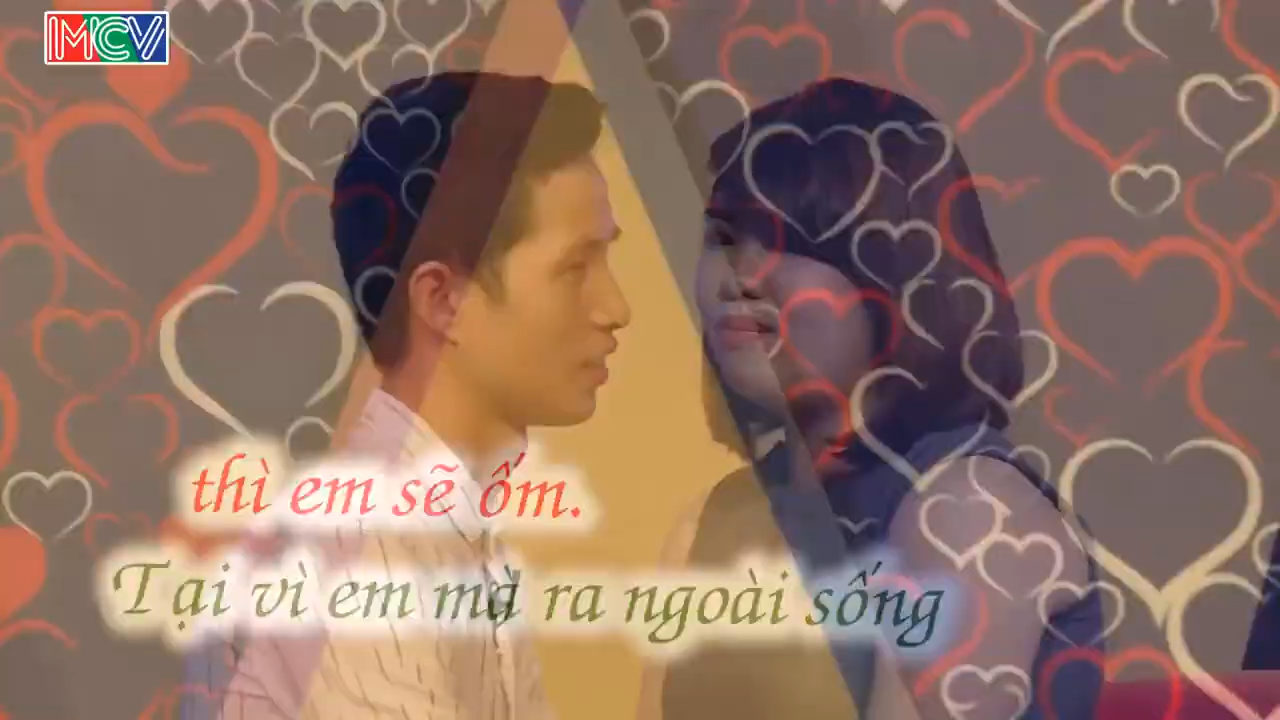 MCV
thì em sẽ ốm.
Tại vì em mà ra ngoài sống